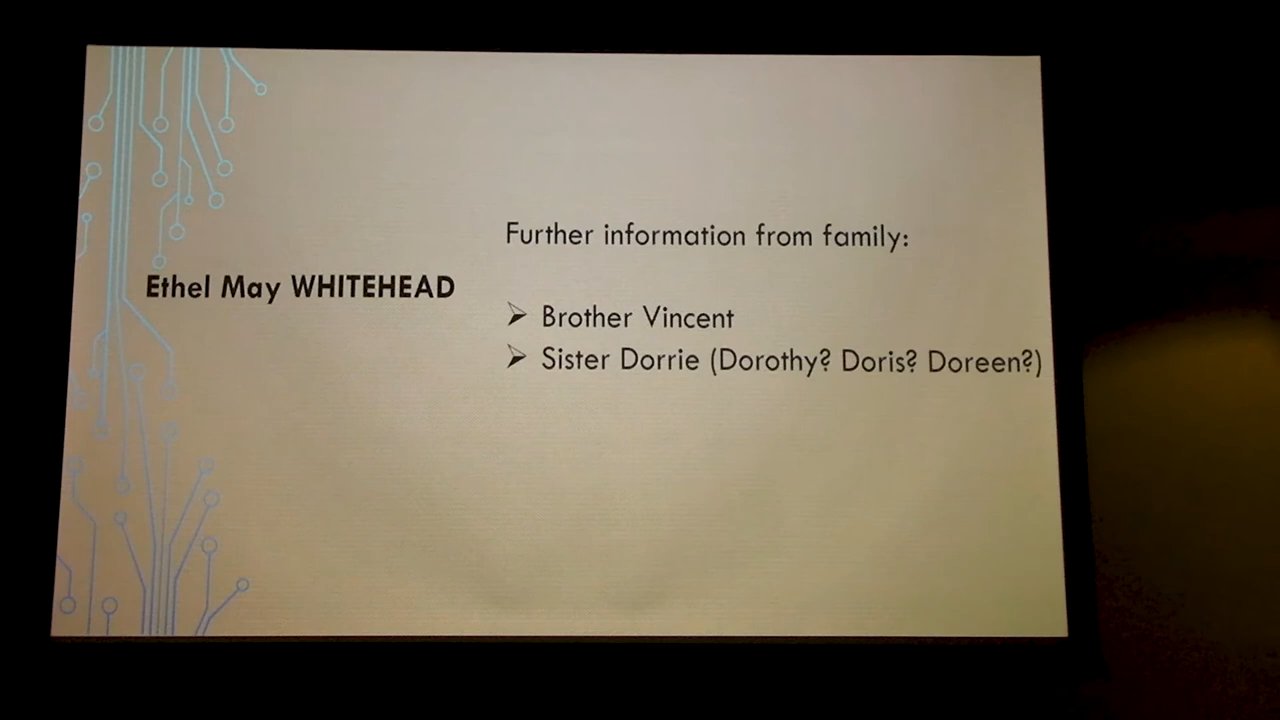 Ethel May WHITEHEAD
Further information from family:
➢ Brother Vincent
➢ Sister Dorrie (Dorothy? Doris? Doreen?)